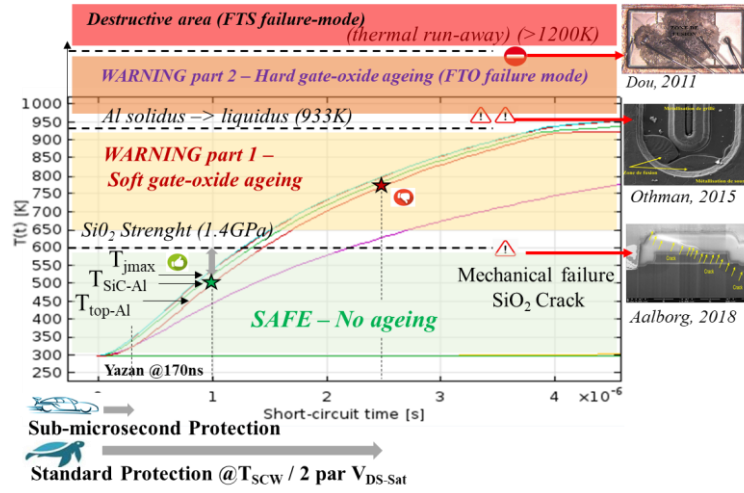 Destructive area (FTS failure-mode)
(thermal run-away) (>1200K)
WARNING part 2 – Hard gate-oxide ageing (FTO failure mode)
Dou, 2011
Al solidus –> liquidus (933K)
WARNING part 1 –
Soft gate-oxide ageing
Othman, 2015
SiO2 Strenght (1.4GPa)
Tjmax
TSiC-Al
Ttop-Al
Mechanical failure
SiO2 Crack
SAFE – No ageing
Aalborg, 2018
Yazan @170ns
T(t) [K]
1000
950
900
850
800
750
700
650
600
550
500
450
400
350
300
250
1
2
3
4
×10⁻⁶
Short-circuit time [s]
Sub-microsecond Protection
Standard Protection @TSCW / 2 par VDS-Sat